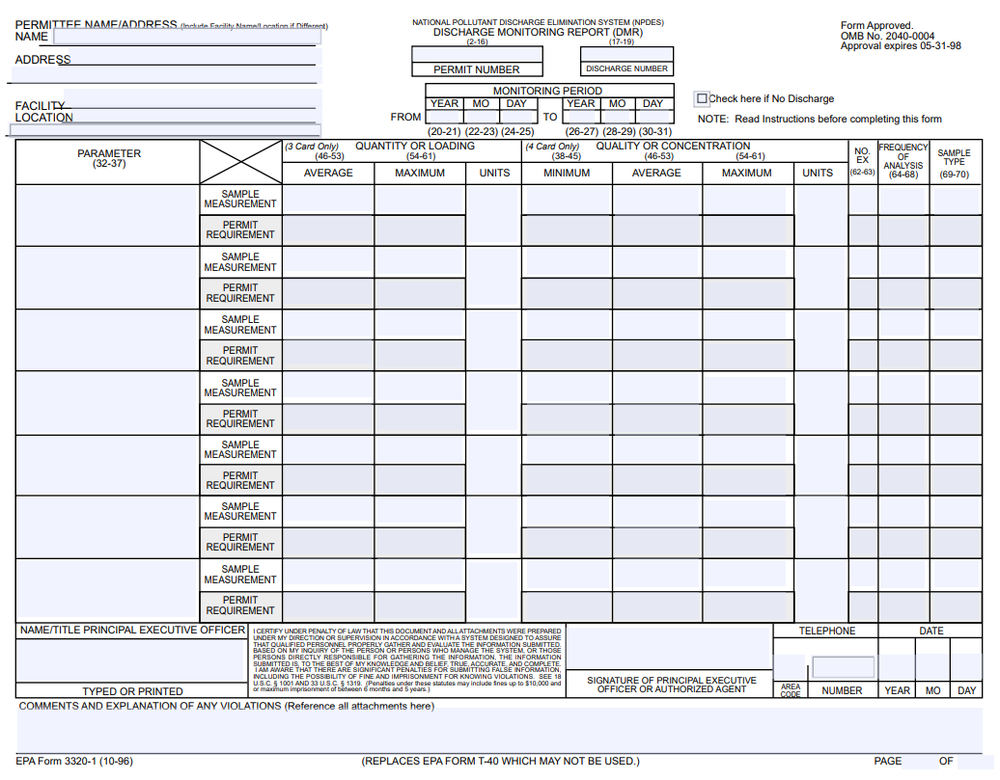 PERMITTEE NAME/ADDRESS (Include Facility Name/Location if Different)
NAME
ADDRESS
FACILITY
LOCATION
NATIONAL POLLUTANT DISCHARGE ELIMINATION SYSTEM (NPDES)
DISCHARGE MONITORING REPORT (DMR)
(2-16) (17-19)
PERMIT NUMBER DISCHARGE NUMBER
MONITORING PERIOD
YEAR MO DAY YEAR MO DAY
FROM TO
(20-21) (22-23) (24-25) (26-27) (28-29) (30-31)
Form Approved.
OMB No. 2040-0004
Approval expires 05-31-98
Check here if No Discharge
NOTE: Read Instructions before completing this form
PARAMETER
(32-37)
(3 Card Only) QUANTITY OR LOADING
(46-53) (54-61)
AVERAGE MAXIMUM UNITS
(4 Card Only) QUALITY OR CONCENTRATION
(38-45) (46-53) (54-61)
MINIMUM AVERAGE MAXIMUM UNITS
NO.
EX
(62-63)
FREQUENCY
OF
ANALYSIS
(64-68)
SAMPLE
TYPE
(69-70)
SAMPLE
MEASUREMENT
PERMIT
REQUIREMENT
SAMPLE
MEASUREMENT
PERMIT
REQUIREMENT
SAMPLE
MEASUREMENT
PERMIT
REQUIREMENT
SAMPLE
MEASUREMENT
PERMIT
REQUIREMENT
SAMPLE
MEASUREMENT
PERMIT
REQUIREMENT
SAMPLE
MEASUREMENT
PERMIT
REQUIREMENT
SAMPLE
MEASUREMENT
PERMIT
REQUIREMENT
NAME/TITLE PRINCIPAL EXECUTIVE OFFICER
TYPED OR PRINTED
I CERTIFY UNDER PENALTY OF LAW THAT THIS DOCUMENT AND ALL ATTACHMENTS WERE PREPARED
UNDER MY DIRECTION OR SUPERVISION IN ACCORDANCE WITH A SYSTEM DESIGNED TO ASSURE
THAT QUALIFIED PERSONNEL PROPERLY GATHER AND EVALUATE THE INFORMATION SUBMITTED.
BASED ON MY INQUIRY OF THE PERSON OR PERSONS WHO MANAGE THE SYSTEM, OR THOSE
PERSONS DIRECTLY RESPONSIBLE FOR GATHERING THE INFORMATION, THE INFORMATION
SUBMITTED IS, TO THE BEST OF MY KNOWLEDGE AND BELIEF, TRUE, ACCURATE, AND COMPLETE.
I AM AWARE THAT THERE ARE SIGNIFICANT PENALTIES FOR SUBMITTING FALSE INFORMATION,
INCLUDING THE POSSIBILITY OF FINE AND IMPRISONMENT FOR KNOWING VIOLATIONS. SEE 18
U.S.C. § 1001 AND 33 U.S.C. § 1319. (Penalties under these statutes may include fines up to $10,000 and
or maximum imprisonment of between 6 months and 5 years.)
SIGNATURE OF PRINCIPAL EXECUTIVE
OFFICER OR AUTHORIZED AGENT
TELEPHONE DATE
AREA
CODE NUMBER YEAR MO DAY
COMMENTS AND EXPLANATION OF ANY VIOLATIONS (Reference all attachments here)
EPA Form 3320-1 (10-96) (REPLACES EPA FORM T-40 WHICH MAY NOT BE USED.) PAGE OF